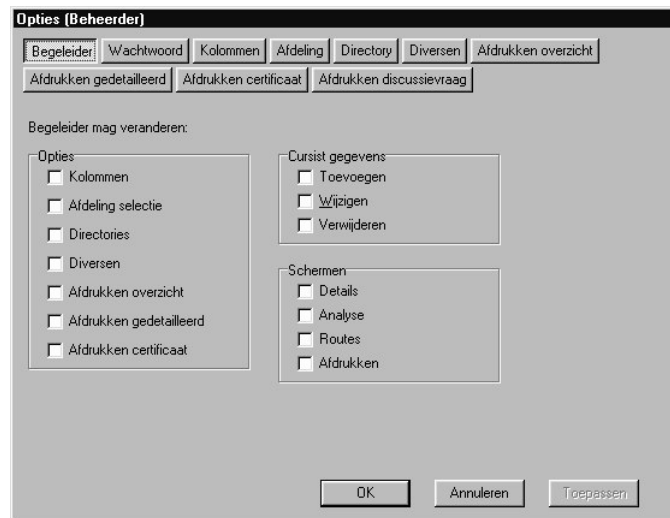 Opties (Beheerder)
Begeleider Wachtwoord Kolommen Afdeling Directory Diversen Afdrukken overzicht
Afdrukken gedetailleerd Afdrukken certificaat Afdrukken discussievraag
Begeleider mag veranderen:
Opties
Kolommen
Afdeling selectie
Directories
Diversen
Afdrukken overzicht
Afdrukken gedetailleerd
Afdrukken certificaat
Cursist gegevens
Toevoegen
Wijzigen
Verwijderen
Schermen
Details
Analyse
Routes
Afdrukken
OK Annuleren Toepassen